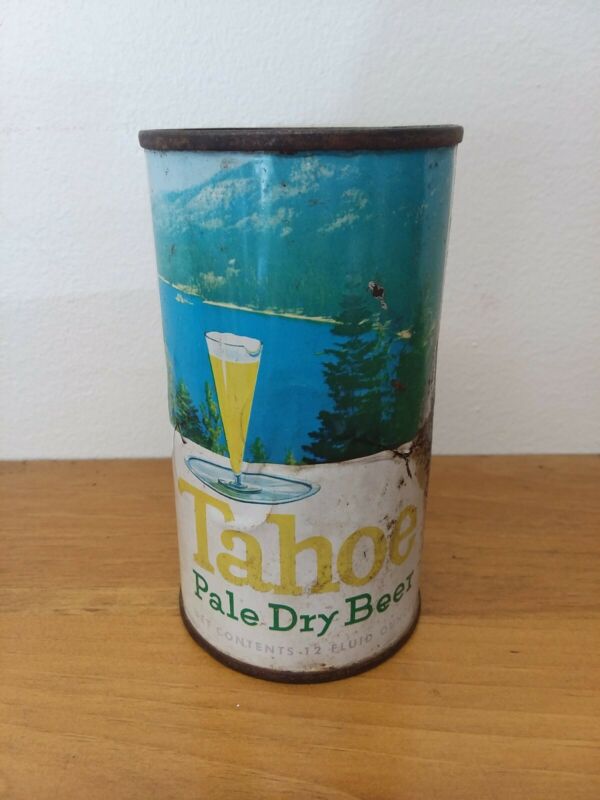 Tahoe
Pale Dry Beer
CONTENTS 12 FLUID